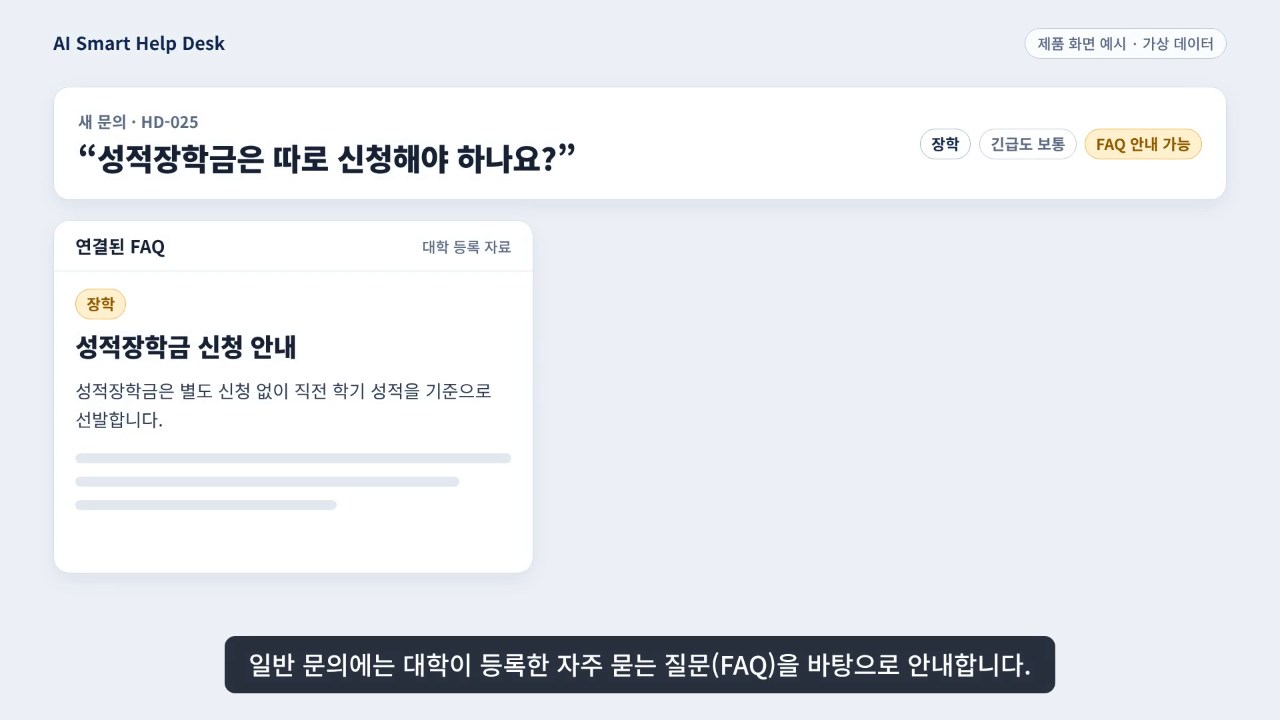 AI Smart Help Desk
제품 화면 예시 · 가상 데이터
새 문의 · HD-025
“성적장학금은 따로 신청해야 하나요?”
장학
긴급도 보통
FAQ 안내 가능
연결된 FAQ
대학 등록 자료
장학
성적장학금 신청 안내
성적장학금은 별도 신청 없이 직전 학기 성적을 기준으로
선발합니다.
일반 문의에는 대학이 등록한 자주 묻는 질문(FAQ)을 바탕으로 안내합니다.